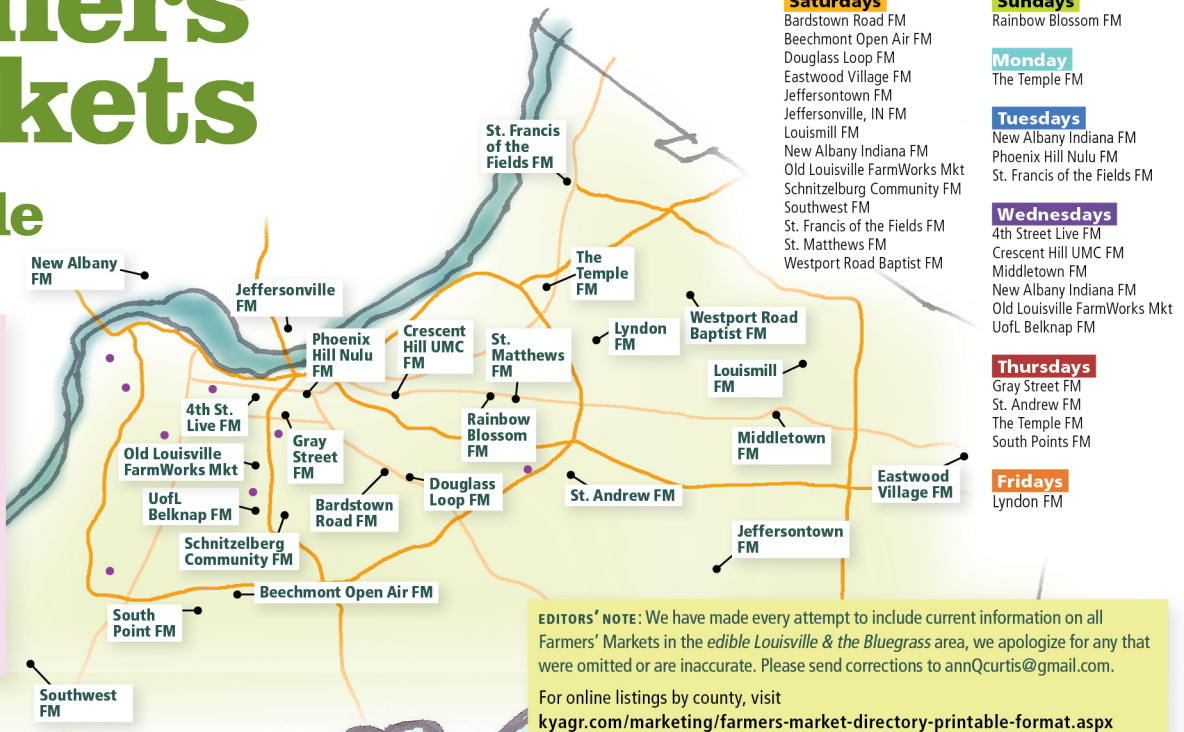 ners
kets
le
Saturdays
Bardstown Road FM
Beechmont Open Air FM
Douglass Loop FM
Eastwood Village FM
Jeffersontown FM
Jeffersonville, IN FM
Louismill FM
New Albany Indiana FM
Old Louisville FarmWorks Mkt
Schnitzelburg Community FM
Southwest FM
St. Francis of the Fields FM
St. Matthews FM
Westport Road Baptist FM
Sundays
Rainbow Blossom FM
Monday
The Temple FM
Tuesdays
New Albany Indiana FM
Phoenix Hill Nulu FM
St. Francis of the Fields FM
Wednesdays
4th Street Live FM
Crescent Hill UMC FM
Middletown FM
New Albany Indiana FM
Old Louisville FarmWorks Mkt
UofL Belknap FM
Thursdays
Gray Street FM
St. Andrew FM
The Temple FM
South Points FM
Fridays
Lyndon FM
St. Francis
of the
Fields FM
New Albany
FM
Jeffersonville
FM
The
Temple
FM
Phoenix
Hill Nulu
FM
Crescent
Hill UMC
FM
St.
Matthews
FM
Lyndon
FM
Westport Road
Baptist FM
Louismill
FM
4th St.
Live FM
Gray
Street
FM
Rainbow
Blossom
FM
Middletown
FM
Old Louisville
FarmWorks Mkt
UofL
Belknap FM
Bardstown
Road FM
Douglass
Loop FM
St. Andrew FM
Eastwood
Village FM
Schnitzelberg
Community FM
Jeffersontown
FM
Beechmont Open Air FM
South
Point FM
Southwest
FM
EDITORS' NOTE: We have made every attempt to include current information on all
Farmers' Markets in the edible Louisville & the Bluegrass area, we apologize for any that
were omitted or are inaccurate. Please send corrections to annQcurtis@gmail.com.
For online listings by county, visit
kyagr.com/marketing/farmers-market-directory-printable-format.aspx